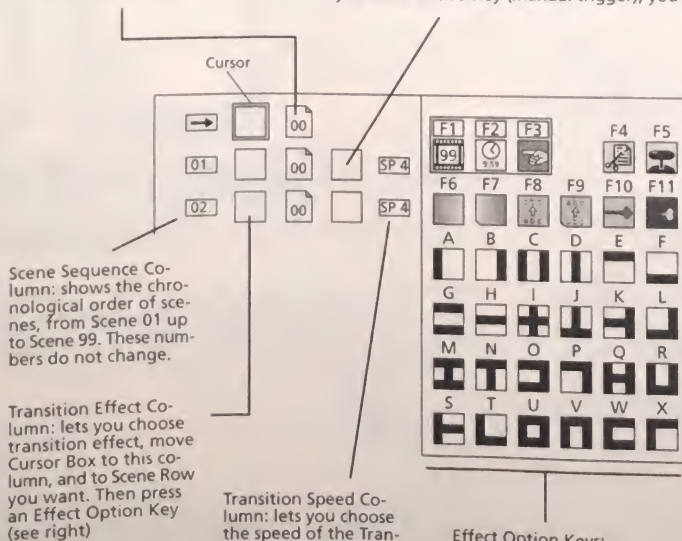 Key (manual trigger), you
Cursor
00
01 00 SP 4
02 00 SP 4
F1 F2 F3 F4 F5
99 9.59
F6 F7 F8 F9 F10 F11
abc abc
A B C D E F
G H I J K L
M N O P Q R
S T U V W X
Scene Sequence Co-
lumn: shows the chro-
nological order of sce-
nes, from Scene 01 up
to Scene 99. These num-
bers do not change.
Transition Effect Co-
lumn: lets you choose
transition effect, move
Cursor Box to this co-
lumn, and to Scene Row
you want. Then press
an Effect Option Key
(see right)
Transition Speed Co-
lumn: lets you choose
the speed of the Tran-
Effect Option Keys: